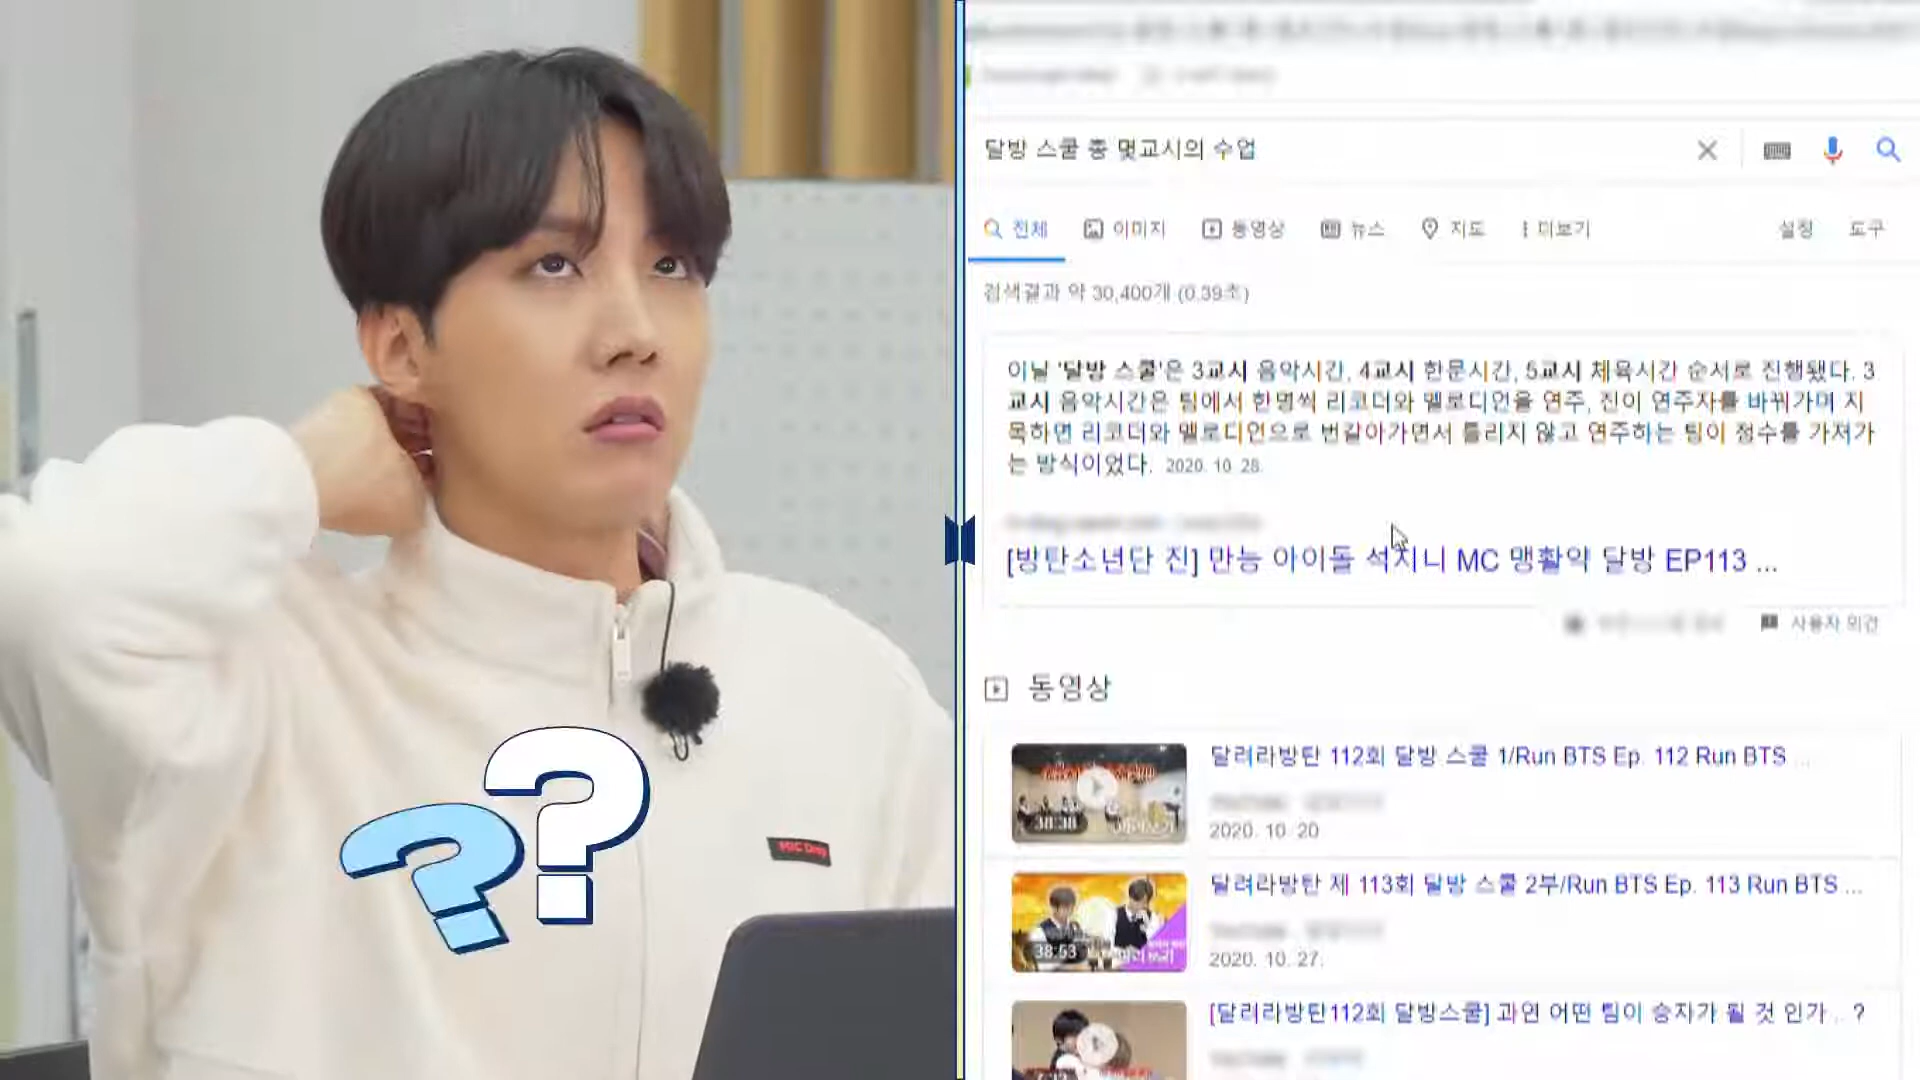 ??
MIC Drop
달방 스쿨 총 몇교시의 수업
전체 이미지 동영상 뉴스 지도 더보기 설정 도구
검색결과 약 30,400개 (0.39초)
이날 '달방 스쿨'은 3교시 음악시간, 4교시 한문시간, 5교시 체육시간 순서로 진행됐다. 3
교시 음악시간은 팀에서 한명씩 리코더와 멜로디언을 연주, 진이 연주자를 바꿔가며 지
목하면 리코더와 멜로디언으로 번갈아가면서 틀리지 않고 연주하는 팀이 점수를 가져가
는 방식이었다. 2020. 10. 28.
[방탄소년단 진] 만능 아이돌 석지니 MC 맹활약 달방 EP113 ...
사용자 의견
동영상
달려라방탄 112회 달방 스쿨 1/Run BTS Ep. 112 Run BTS ...
38:38
2020. 10. 20
달려라방탄 제 113회 달방 스쿨 2부/Run BTS Ep. 113 Run BTS ...
38:53
2020. 10. 27.
[달려라방탄112회 달방스쿨] 과연 어떤 팀이 승자가 될 것 인가 .. ?